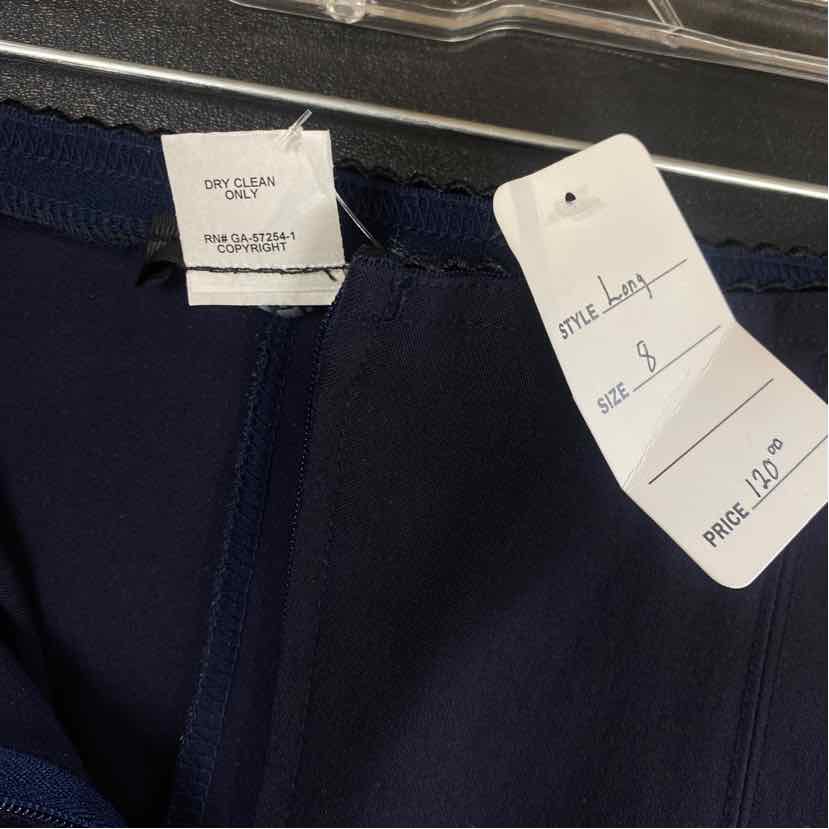 DRY CLEAN
ONLY
RN# GA-57254-1
COPYRIGHT
STYLE Long
SIZE 8
PRICE 120.00